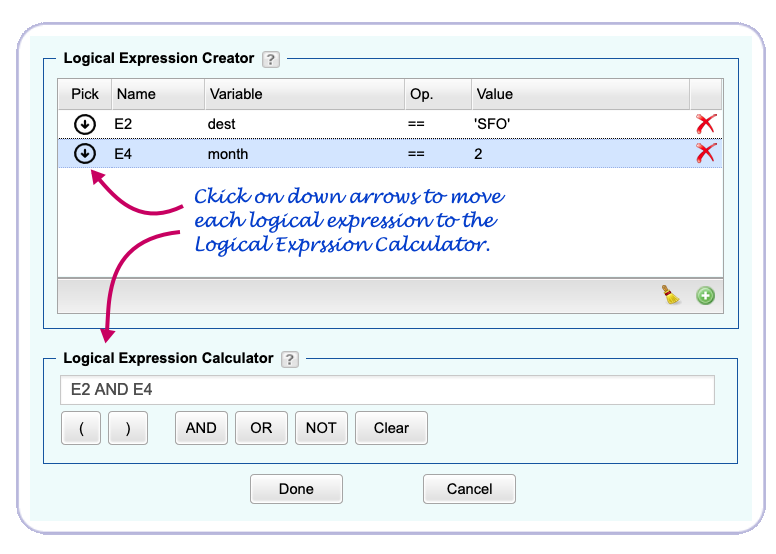 Logical Expression Creator ?
Pick Name Variable Op. Value
E2 dest == 'SFO'
E4 month == 2
Ckick on down arrows to move
each logical expression to the
Logical Exprssion Calculator.
Logical Expression Calculator ?
E2 AND E4
( ) AND OR NOT Clear
Done Cancel